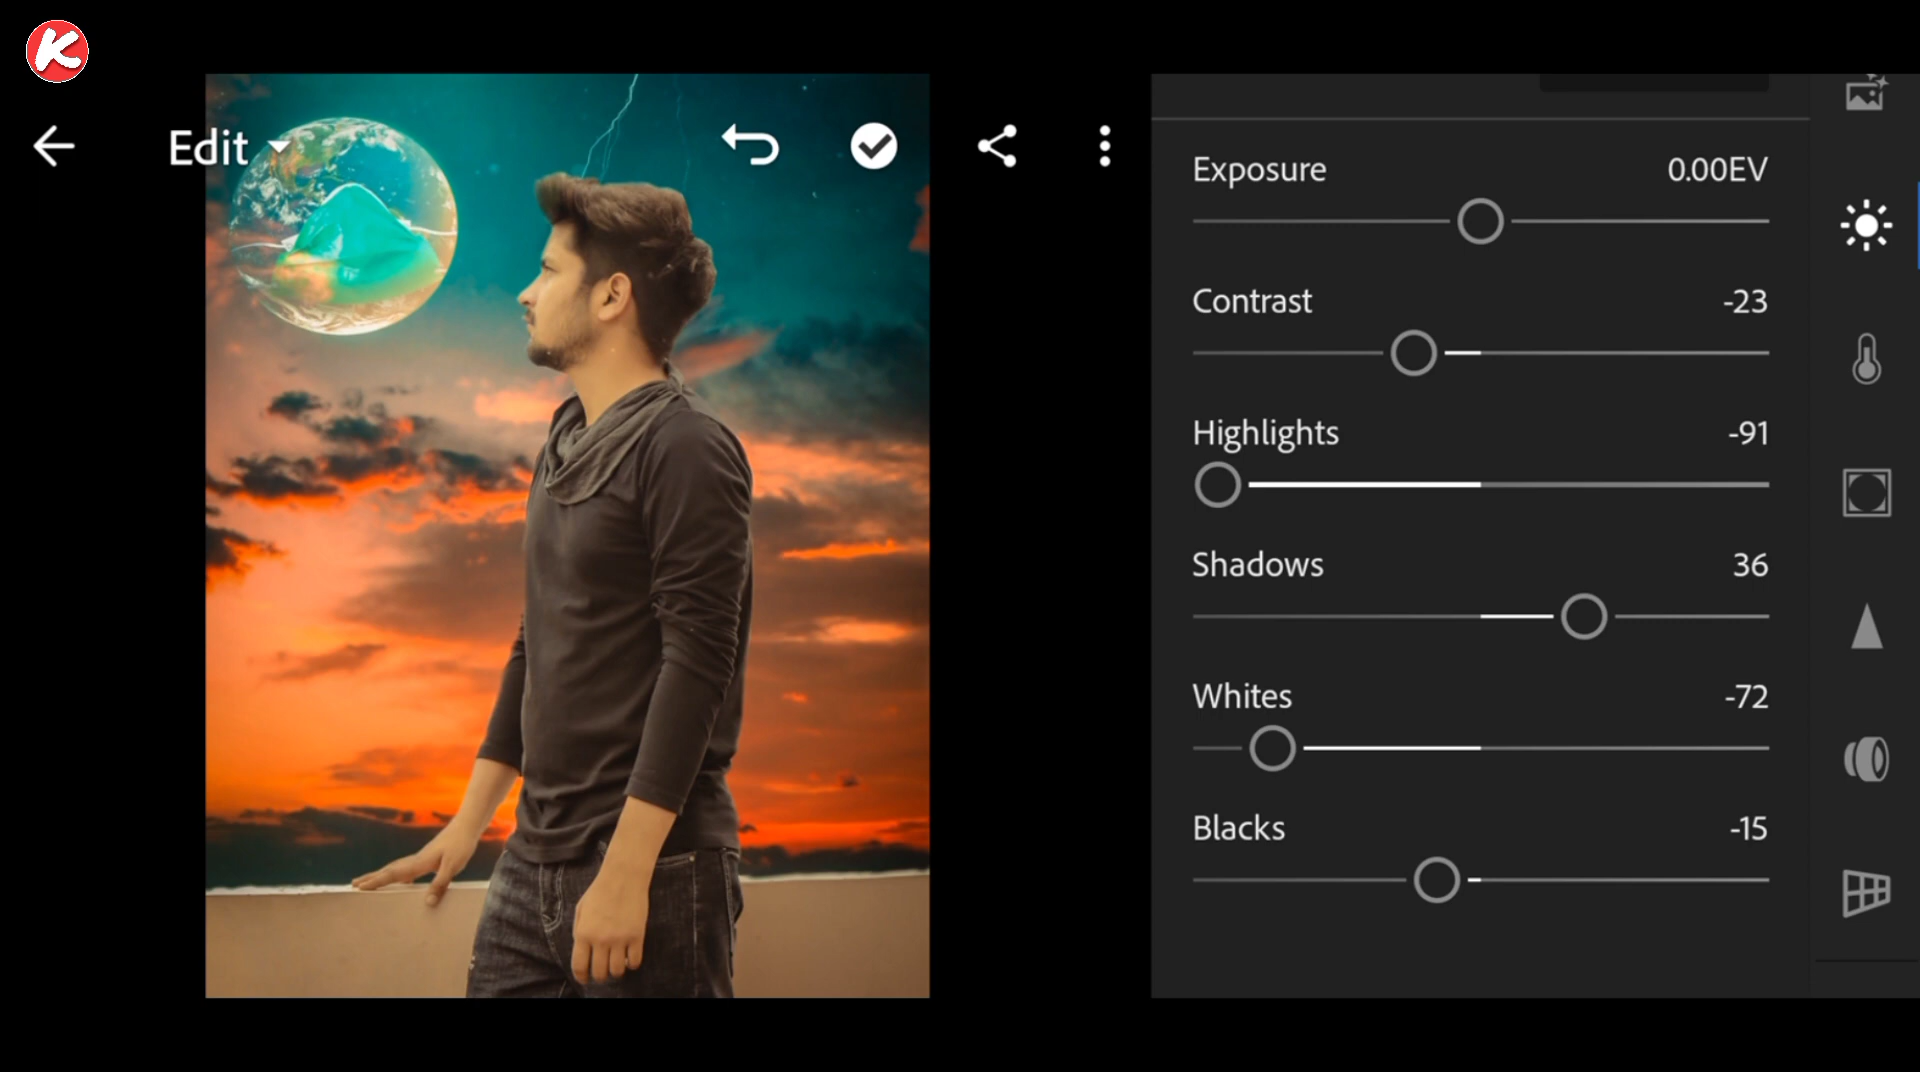 K
Edit
Exposure 0.00EV
Contrast -23
Highlights -91
Shadows 36
Whites -72
Blacks -15